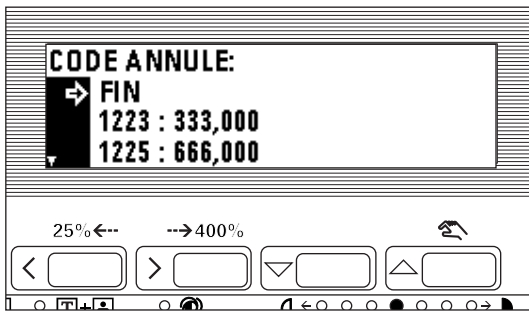 CODE ANNULE:
FIN
1223 : 333,000
1225 : 666,000
25% 400%
T +